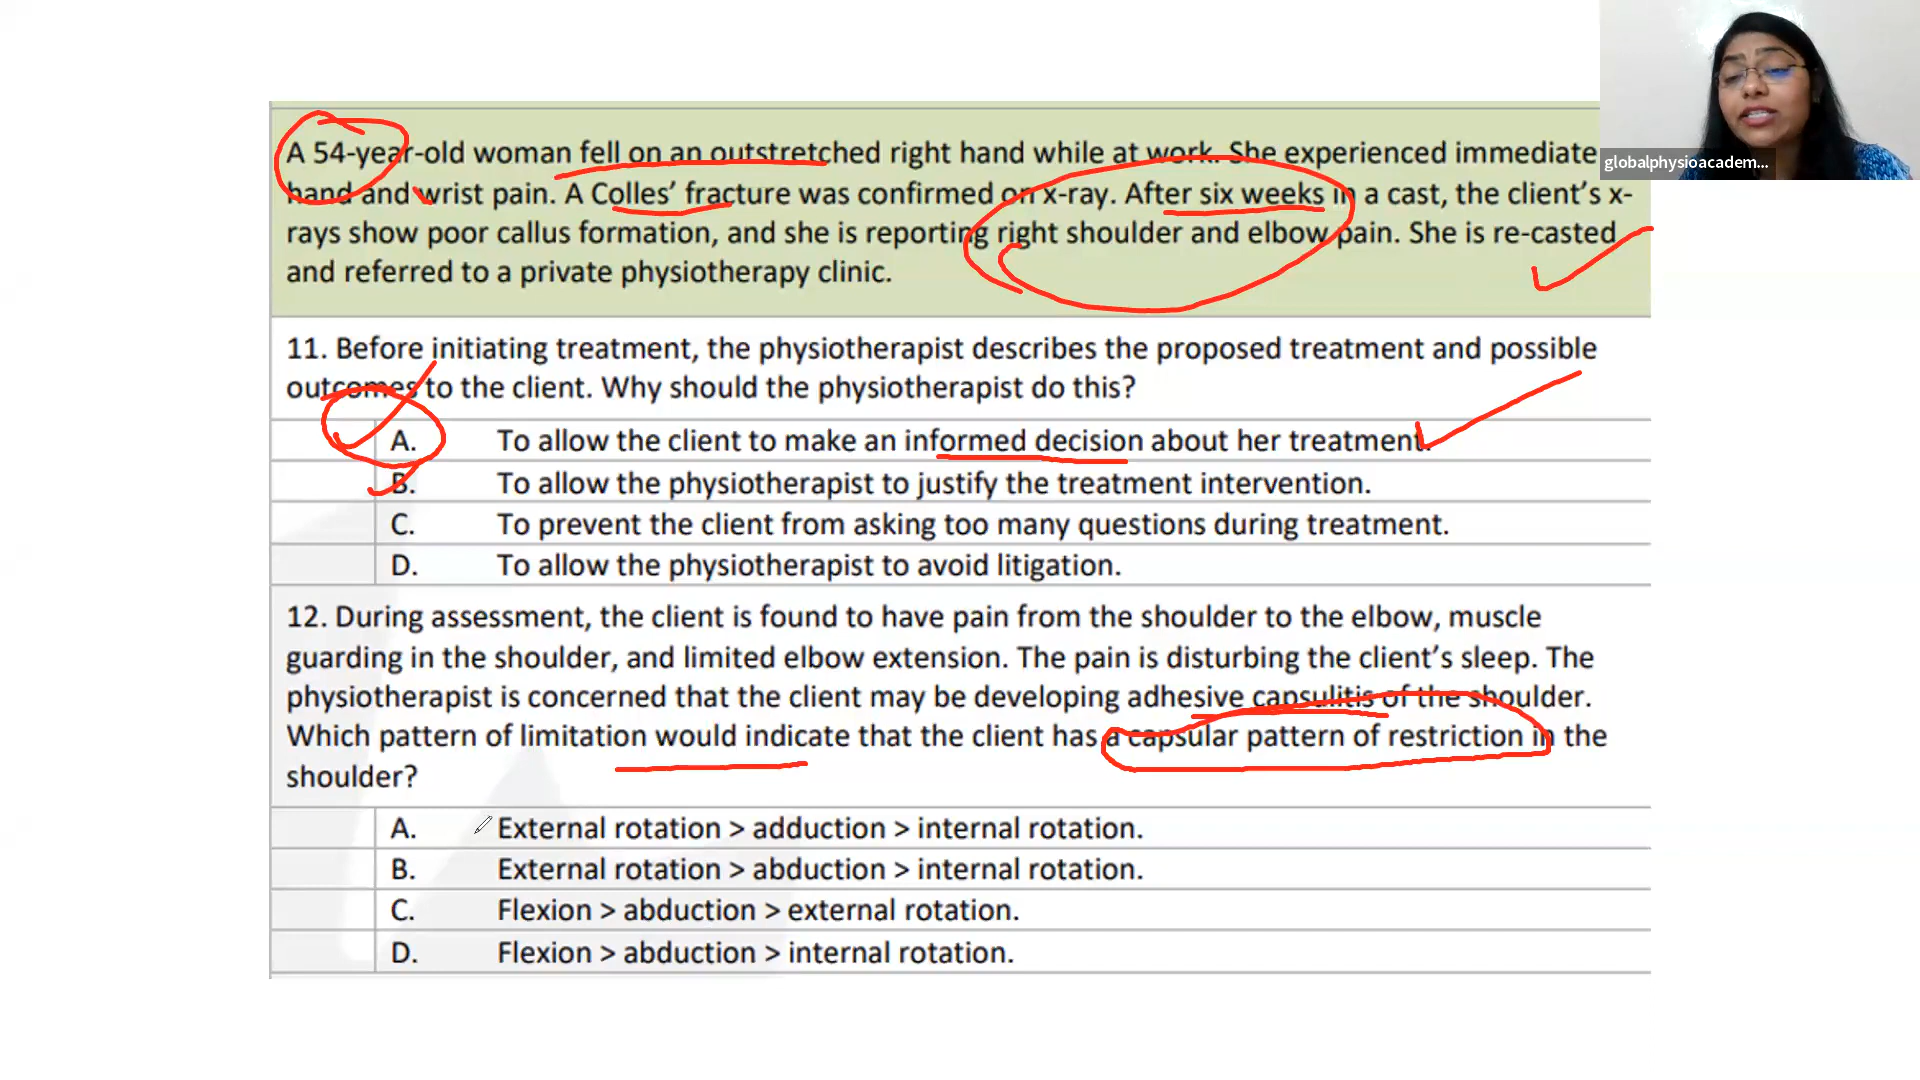 globalphysioacadem...
A 54-year-old woman fell on an outstretched right hand while at work. She experienced immediate
hand and wrist pain. A Colles’ fracture was confirmed on x-ray. After six weeks in a cast, the client’s x-
rays show poor callus formation, and she is reporting right shoulder and elbow pain. She is re-casted
and referred to a private physiotherapy clinic.
11. Before initiating treatment, the physiotherapist describes the proposed treatment and possible
outcomes to the client. Why should the physiotherapist do this?
A. To allow the client to make an informed decision about her treatment.
B. To allow the physiotherapist to justify the treatment intervention.
C. To prevent the client from asking too many questions during treatment.
D. To allow the physiotherapist to avoid litigation.
12. During assessment, the client is found to have pain from the shoulder to the elbow, muscle
guarding in the shoulder, and limited elbow extension. The pain is disturbing the client’s sleep. The
physiotherapist is concerned that the client may be developing adhesive capsulitis of the shoulder.
Which pattern of limitation would indicate that the client has a capsular pattern of restriction in the
shoulder?
A. External rotation > adduction > internal rotation.
B. External rotation > abduction > internal rotation.
C. Flexion > abduction > external rotation.
D. Flexion > abduction > internal rotation.